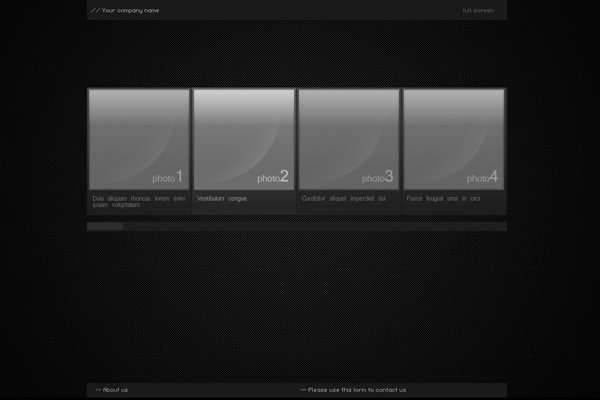 // Your company name
full screen
photo1
photo2
photo3
photo4
Duis aliquam rhoncus lorem enim
ipsam voluptatem
Vestibulum congue
Curabitur aliquet imperdiet dui
Fusce feugiat urna in orci
About us
Please use this form to contact us